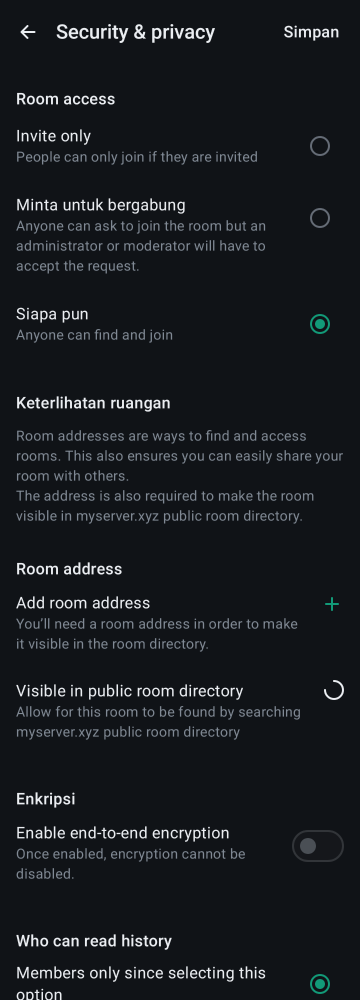 Security & privacy
Simpan
Room access
Invite only
People can only join if they are invited
Minta untuk bergabung
Anyone can ask to join the room but an
administrator or moderator will have to
accept the request.
Siapa pun
Anyone can find and join
Keterlihatan ruangan
Room addresses are ways to find and access
rooms. This also ensures you can easily share your
room with others.
The address is also required to make the room
visible in myserver.xyz public room directory.
Room address
Add room address
You’ll need a room address in order to make
it visible in the room directory.
Visible in public room directory
Allow for this room to be found by searching
myserver.xyz public room directory
Enkripsi
Enable end-to-end encryption
Once enabled, encryption cannot be
disabled.
Who can read history
Members only since selecting this
option